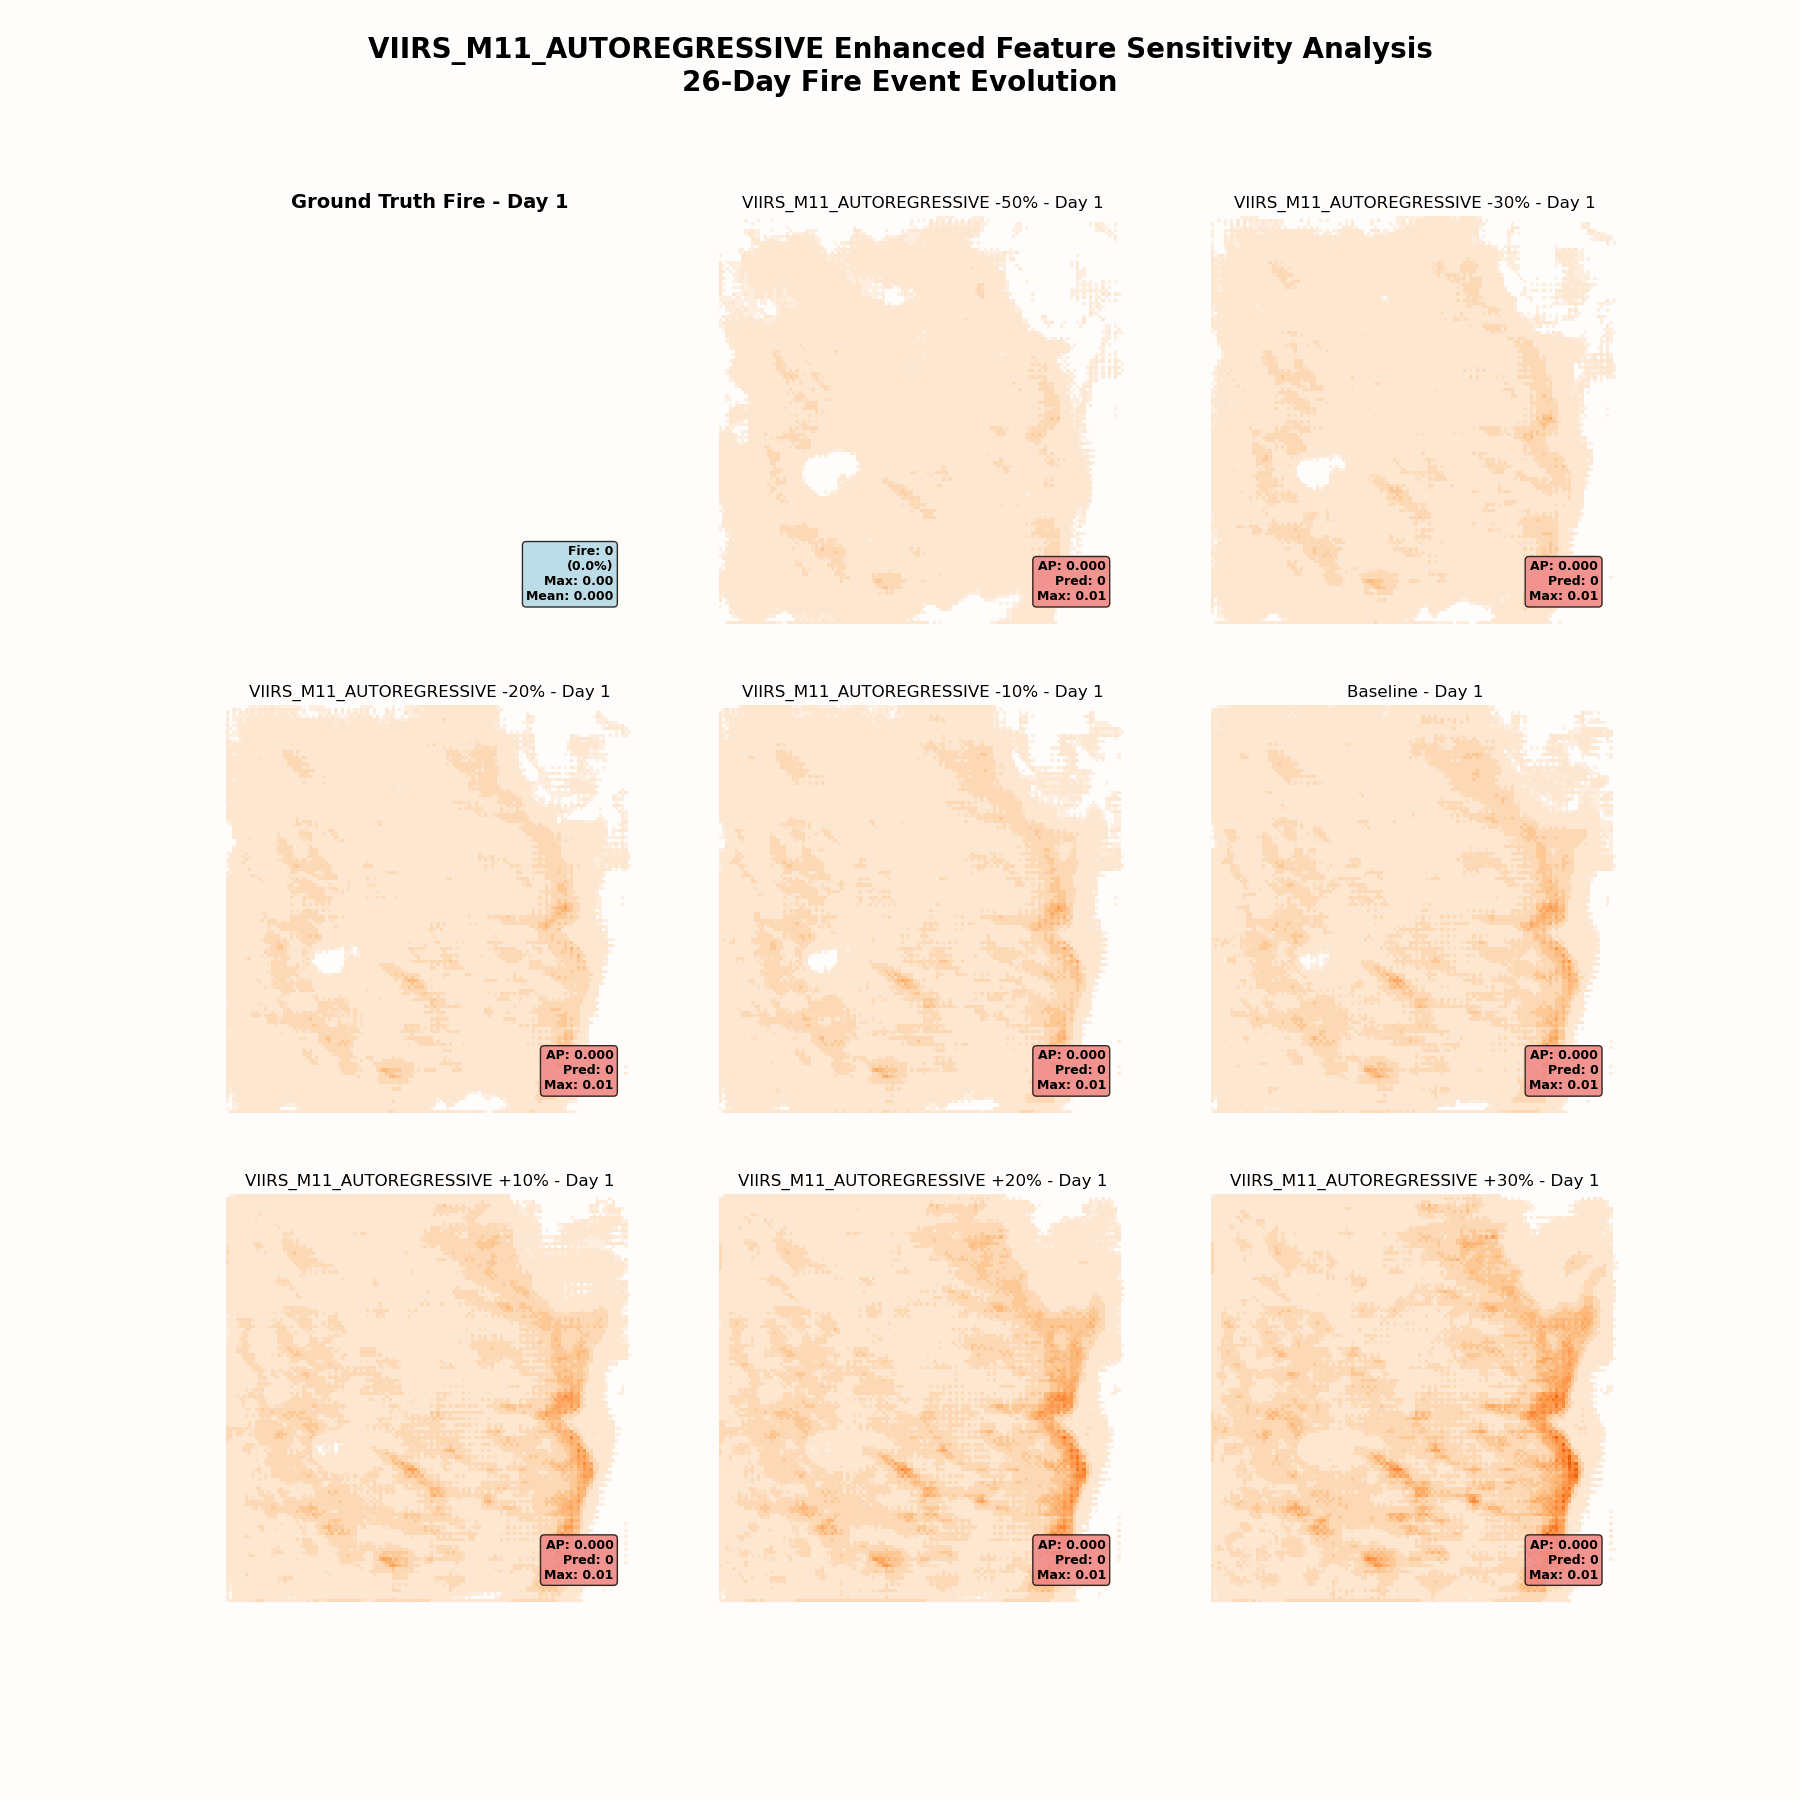 VIIRS_M11_AUTOREGRESSIVE Enhanced Feature Sensitivity Analysis
26-Day Fire Event Evolution
Ground Truth Fire - Day 1
Fire: 0
(0.0%)
Max: 0.00
Mean: 0.000
VIIRS_M11_AUTOREGRESSIVE -50% - Day 1
AP: 0.000
Pred: 0
Max: 0.01
VIIRS_M11_AUTOREGRESSIVE -30% - Day 1
AP: 0.000
Pred: 0
Max: 0.01
VIIRS_M11_AUTOREGRESSIVE -20% - Day 1
AP: 0.000
Pred: 0
Max: 0.01
VIIRS_M11_AUTOREGRESSIVE -10% - Day 1
AP: 0.000
Pred: 0
Max: 0.01
Baseline - Day 1
AP: 0.000
Pred: 0
Max: 0.01
VIIRS_M11_AUTOREGRESSIVE +10% - Day 1
AP: 0.000
Pred: 0
Max: 0.01
VIIRS_M11_AUTOREGRESSIVE +20% - Day 1
AP: 0.000
Pred: 0
Max: 0.01
VIIRS_M11_AUTOREGRESSIVE +30% - Day 1
AP: 0.000
Pred: 0
Max: 0.01